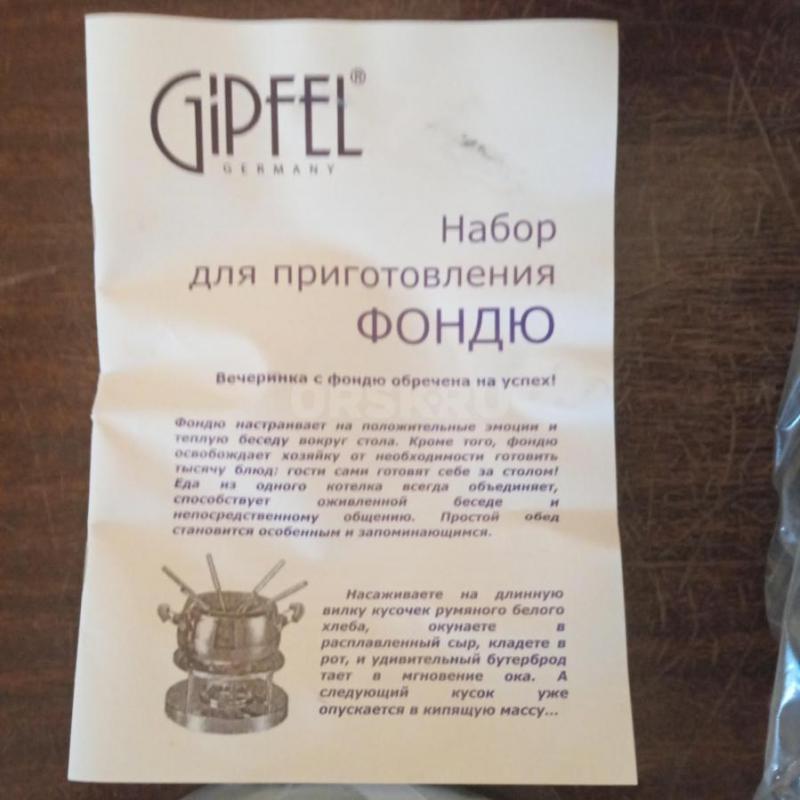 GiPFEL®
GERMANY
Набор
для приготовления
ФОНДЮ
Вечеринка с фондю обречена на успех!
ORSK.RU
Фондю настраивает на положительные эмоции и
теплую беседу вокруг стола. Кроме того, фондю
освобождает хозяйку от необходимости готовить
тысячу блюд: гости сами готовят себе за столом!
Еда из одного котелка всегда объединяет,
способствует оживленной беседе и
непосредственному общению. Простой обед
становится особенным и запоминающимся.
Насаживаете на длинную
вилку кусочек румяного белого
хлеба, окунаете в
расплавленный сыр, кладете в
рот, и удивительный бутерброд
тает в мгновение ока. А
следующий кусок уже
опускается в кипящую массу...